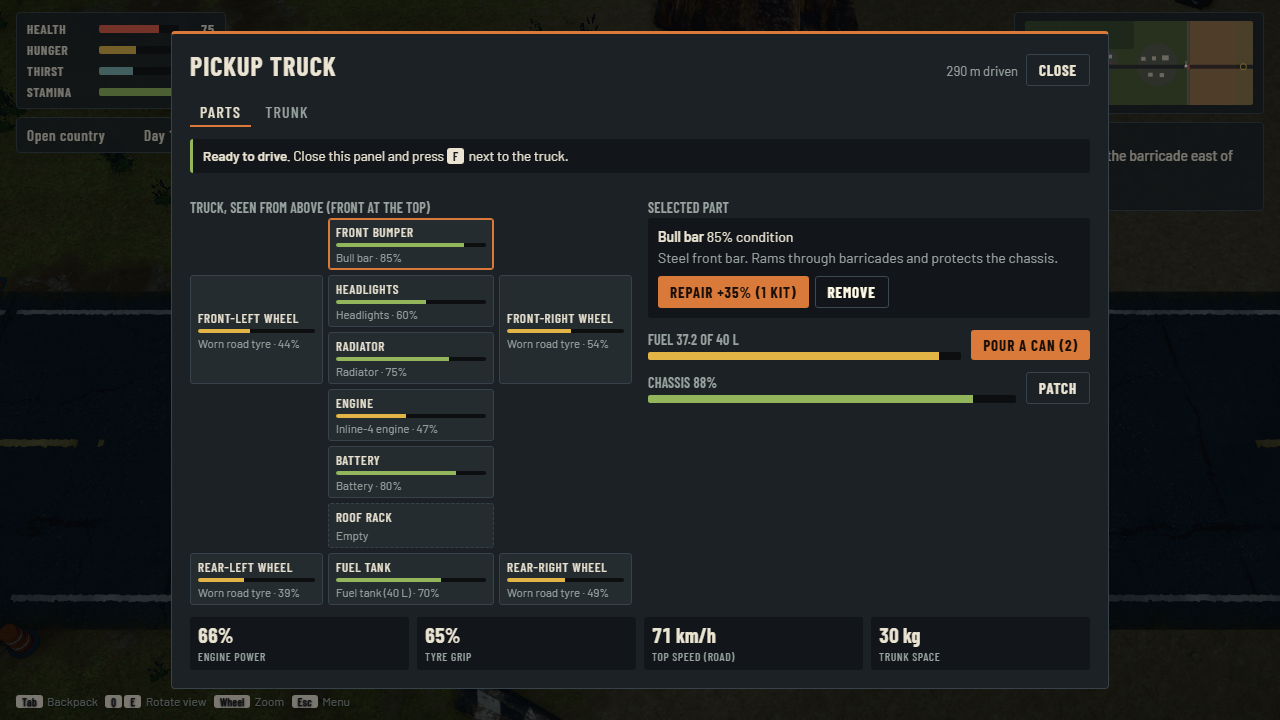 HEALTH 75
HUNGER
THIRST
STAMINA
Open country Day
PICKUP TRUCK
290 m driven CLOSE
PARTS TRUNK
Ready to drive. Close this panel and press F next to the truck.
TRUCK, SEEN FROM ABOVE (FRONT AT THE TOP)
FRONT BUMPER
Bull bar · 85%
HEADLIGHTS
Headlights · 60%
FRONT-LEFT WHEEL
Worn road tyre · 44%
FRONT-RIGHT WHEEL
Worn road tyre · 54%
RADIATOR
Radiator · 75%
ENGINE
Inline-4 engine · 47%
BATTERY
Battery · 80%
ROOF RACK
Empty
REAR-LEFT WHEEL
Worn road tyre · 39%
FUEL TANK
Fuel tank (40 L) · 70%
REAR-RIGHT WHEEL
Worn road tyre · 49%
SELECTED PART
Bull bar 85% condition
Steel front bar. Rams through barricades and protects the chassis.
REPAIR +35% (1 KIT) REMOVE
FUEL 37.2 OF 40 L
POUR A CAN (2)
CHASSIS 88%
PATCH
66%
ENGINE POWER
65%
TYRE GRIP
71 km/h
TOP SPEED (ROAD)
30 kg
TRUNK SPACE
the barricade east of
Tab Backpack Q E Rotate view Wheel Zoom Esc Menu